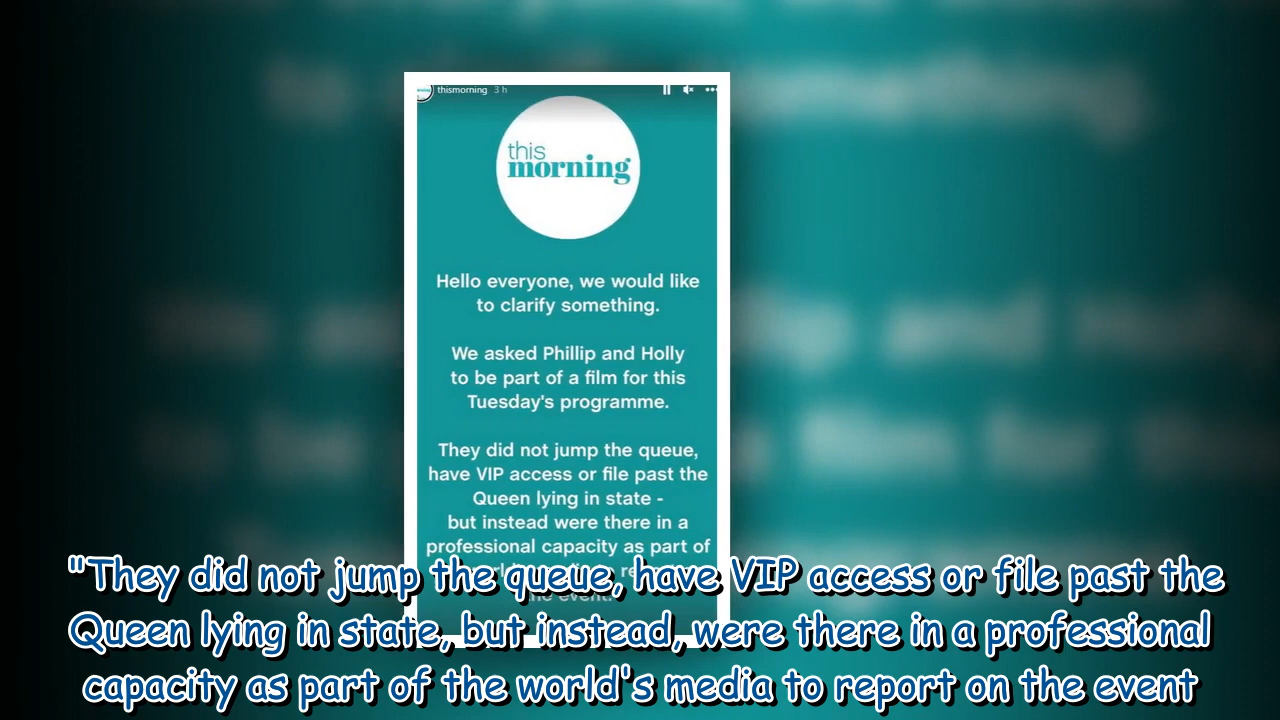 thismorning 3 h
this
morning
Hello everyone, we would like
to clarify something.
We asked Phillip and Holly
to be part of a film for this
Tuesday's programme.
They did not jump the queue,
have VIP access or file past the
Queen lying in state -
but instead were there in a
professional capacity as part of
event.
"They did not jump the queue, have VIP access or file past the
Queen lying in state, but instead, were there in a professional
capacity as part of the world's media to report on the event